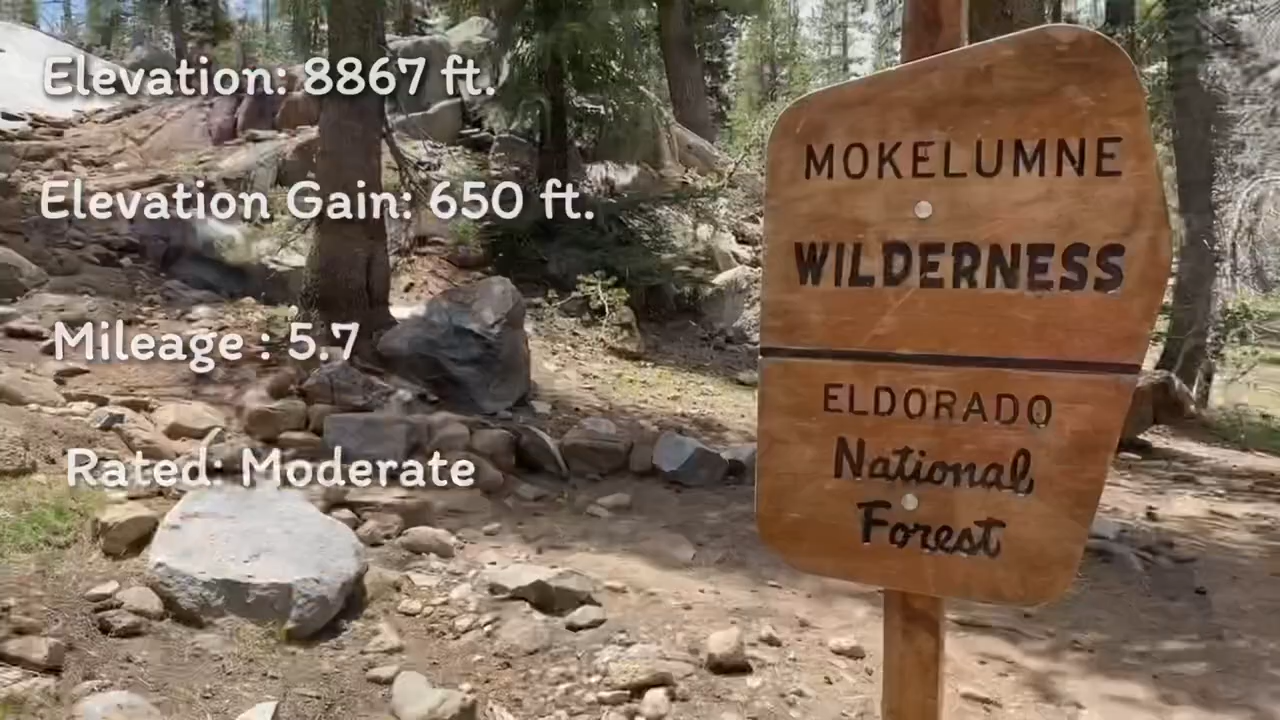 Elevation: 8867 ft.
Elevation Gain: 650 ft.
Mileage : 5.7
Rated: Moderate
MOKELUMNE
WILDERNESS
ELDORADO
National
Forest